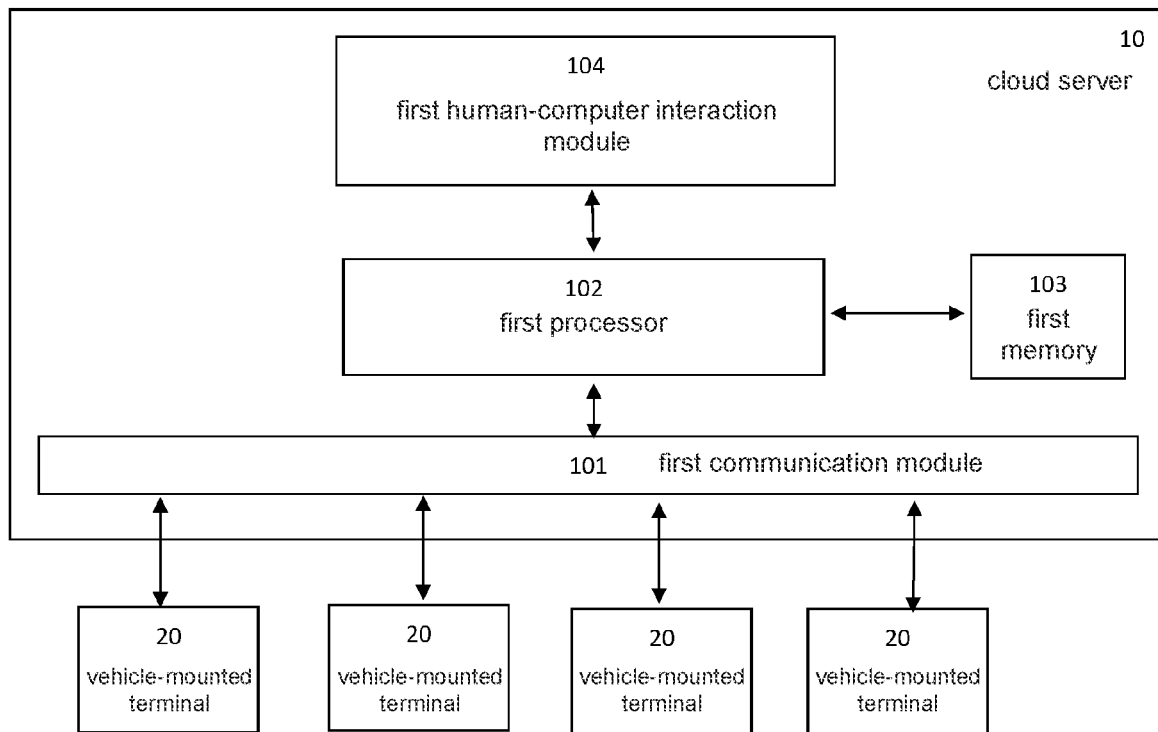 10
cloud server
104
first human-computer interaction
module
102
first processor
103
first
memory
101 first communication module
20
vehicle-mounted
terminal
20
vehicle-mounted
terminal
20
vehicle-mounted
terminal
20
vehicle-mounted
terminal